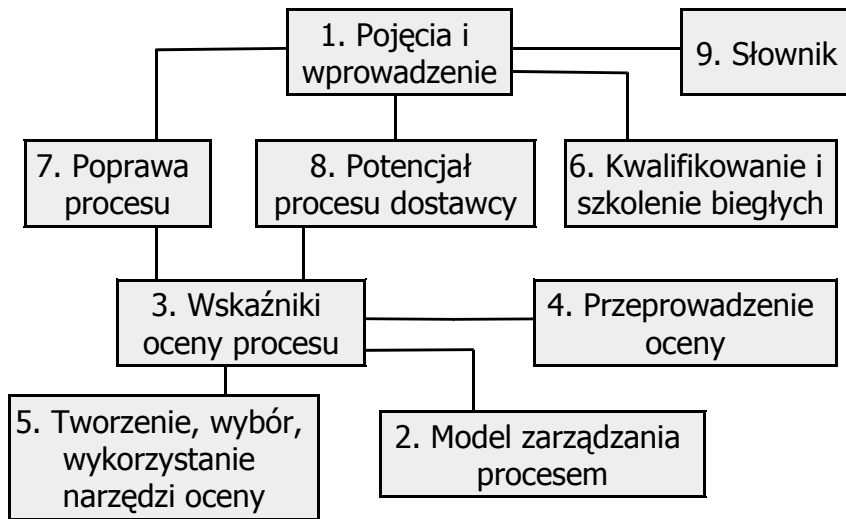 1. Pojęcia i
wprowadzenie
9. Słownik
7. Poprawa
procesu
8. Potencjał
procesu dostawcy
6. Kwalifikowanie i
szkolenie biegłych
3. Wskaźniki
oceny procesu
4. Przeprowadzenie
oceny
5. Tworzenie, wybór,
wykorzystanie
narzędzi oceny
2. Model zarządzania
procesem